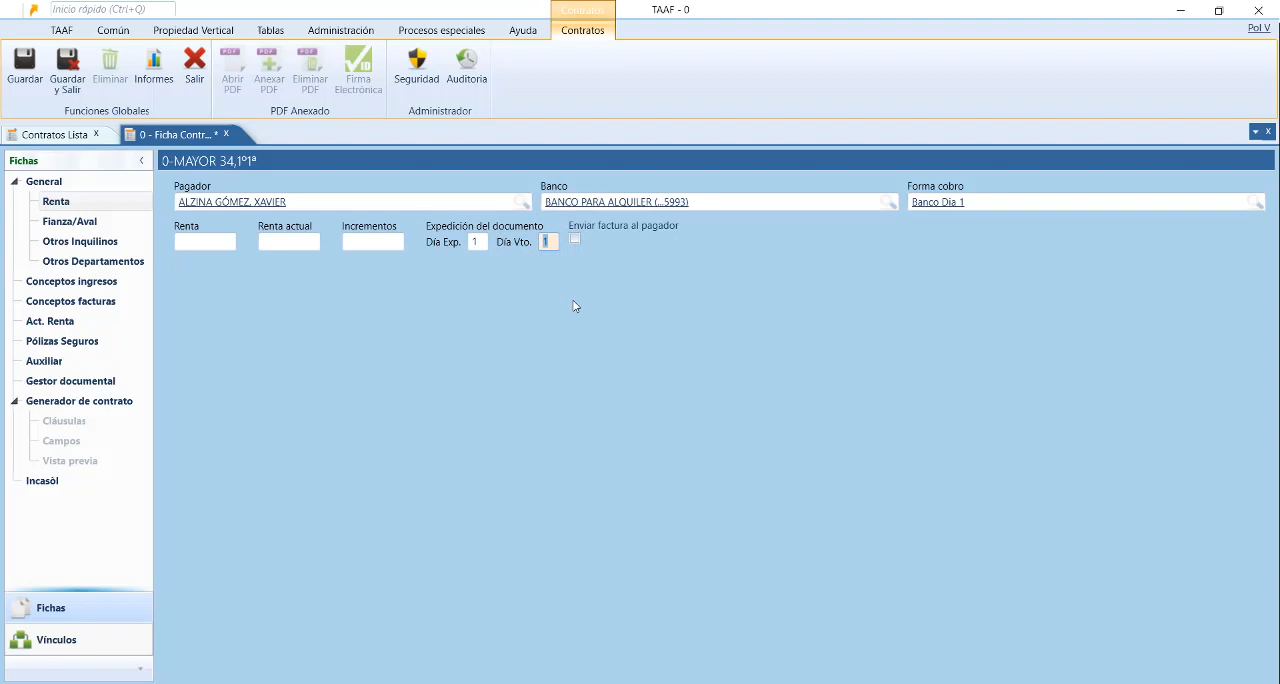 Inicio rápido (Ctrl+Q)
Contratos
TAAF - 0
TAAF
Común
Propiedad Vertical
Tablas
Administración
Procesos especiales
Ayuda
Contratos
Pol V
Guardar
Guardar y Salir
Eliminar
Informes
Salir
Abrir PDF
Anexar PDF
Eliminar PDF
Firma Electrónica
Seguridad
Auditoria
Funciones Globales
PDF Anexado
Administrador
Contratos Lista x
0 - Ficha Contr... * x
Fichas
0-MAYOR 34,1º1ª
General
Renta
Fianza/Aval
Otros Inquilinos
Otros Departamentos
Conceptos ingresos
Conceptos facturas
Act. Renta
Pólizas Seguros
Auxiliar
Gestor documental
Generador de contrato
Cláusulas
Campos
Vista previa
Incasòl
Fichas
Vínculos
Pagador
Banco
Forma cobro
ALZINA GÓMEZ, XAVIER
BANCO PARA ALQUILER (...5993)
Banco Dia 1
Renta
Renta actual
Incrementos
Expedición del documento
Enviar factura al pagador
Día Exp. 1
Día Vto. 1